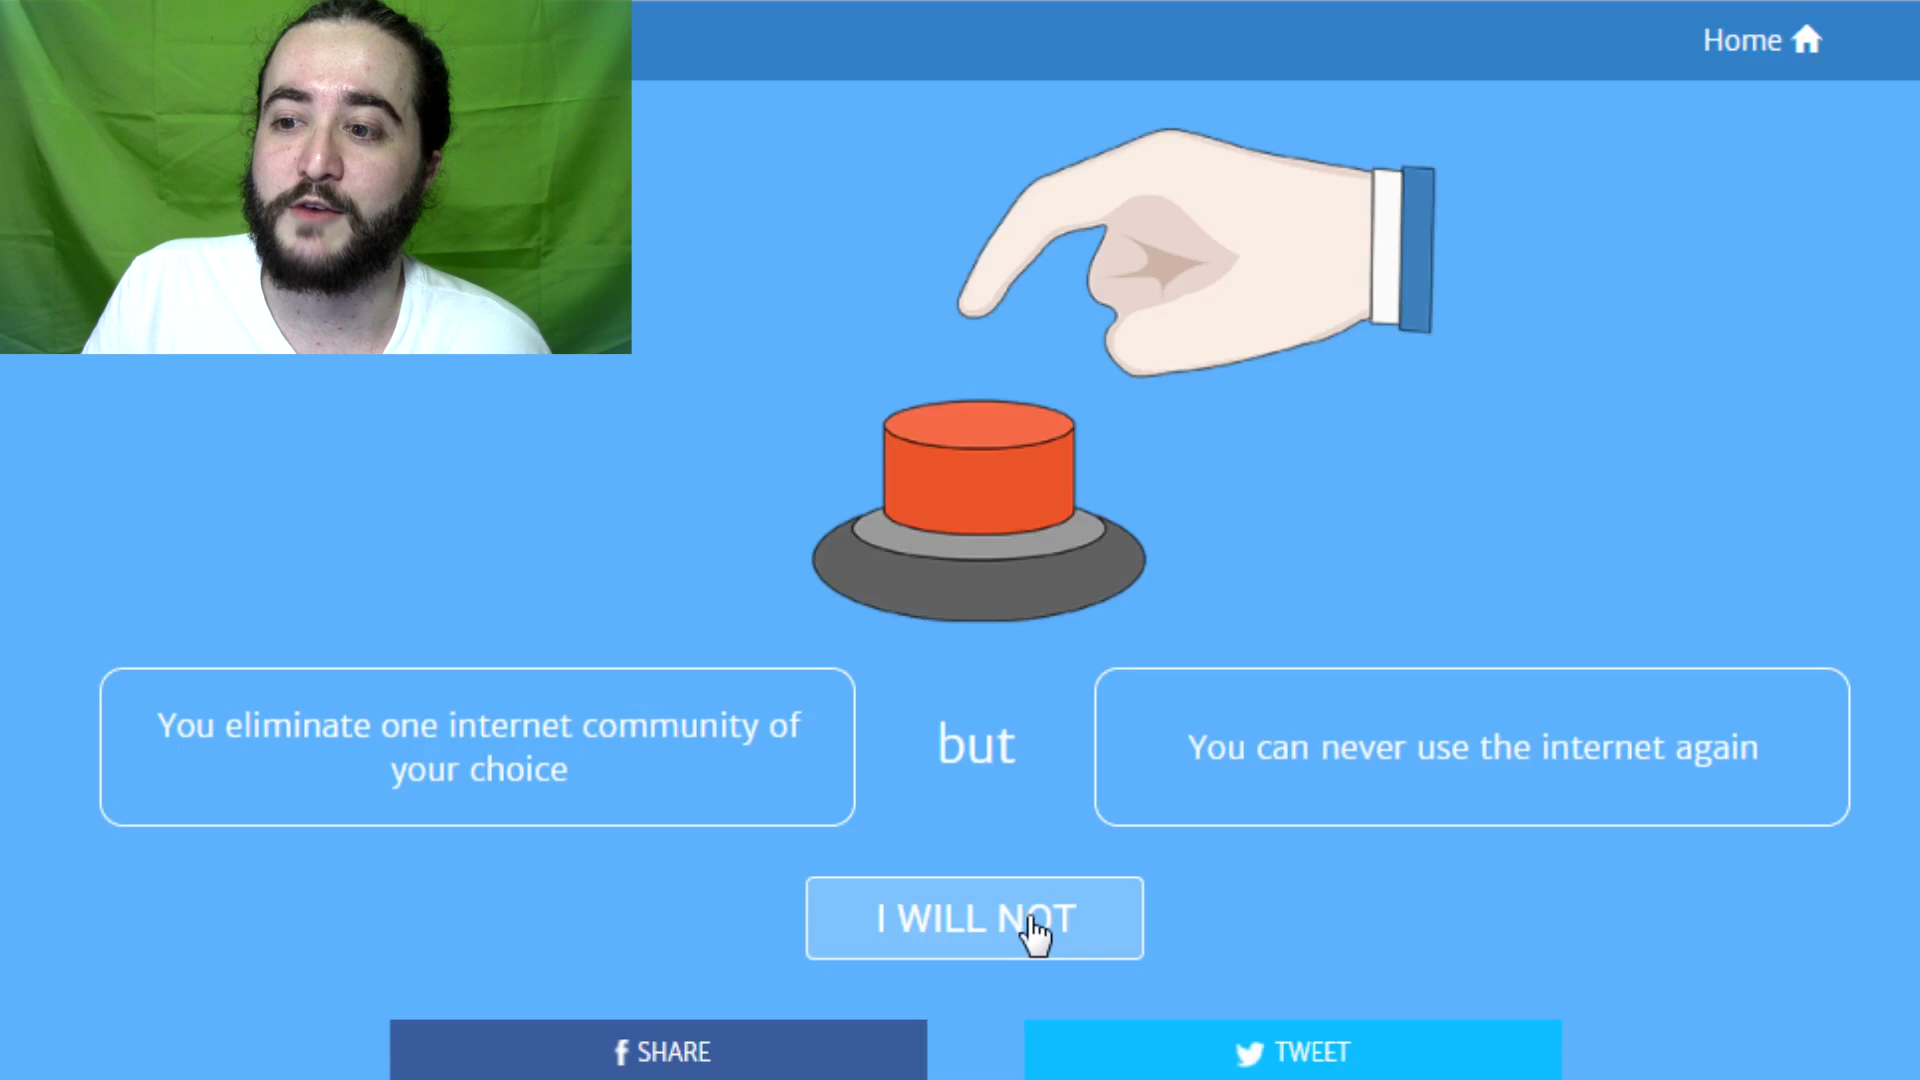 Home
You eliminate one internet community of
your choice
but
You can never use the internet again
I WILL NOT
SHARE
TWEET